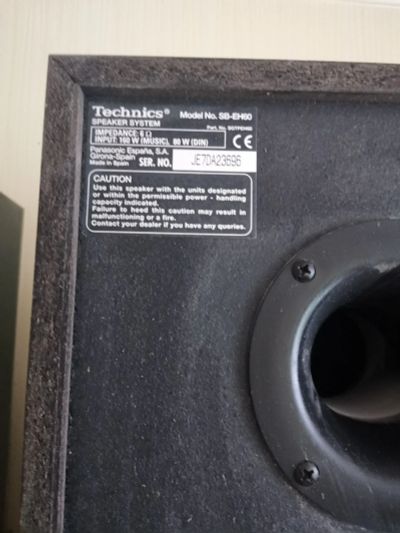 Technics® Model No. SB-EH60
SPEAKER SYSTEM
IMPEDANCE: 6 Ω
INPUT: 160 W (MUSIC), 80 W (DIN)
Panasonic España, S.A.
Girona-Spain
Made in Spain
SER. NO. JE7DA23696
CE
CAUTION
Use this speaker with the units designated
or within the permissible power - handling
capacity indicated.
Failure to heed this caution may result in
malfunctioning or a fire.
Contact your dealer if you have any queries.